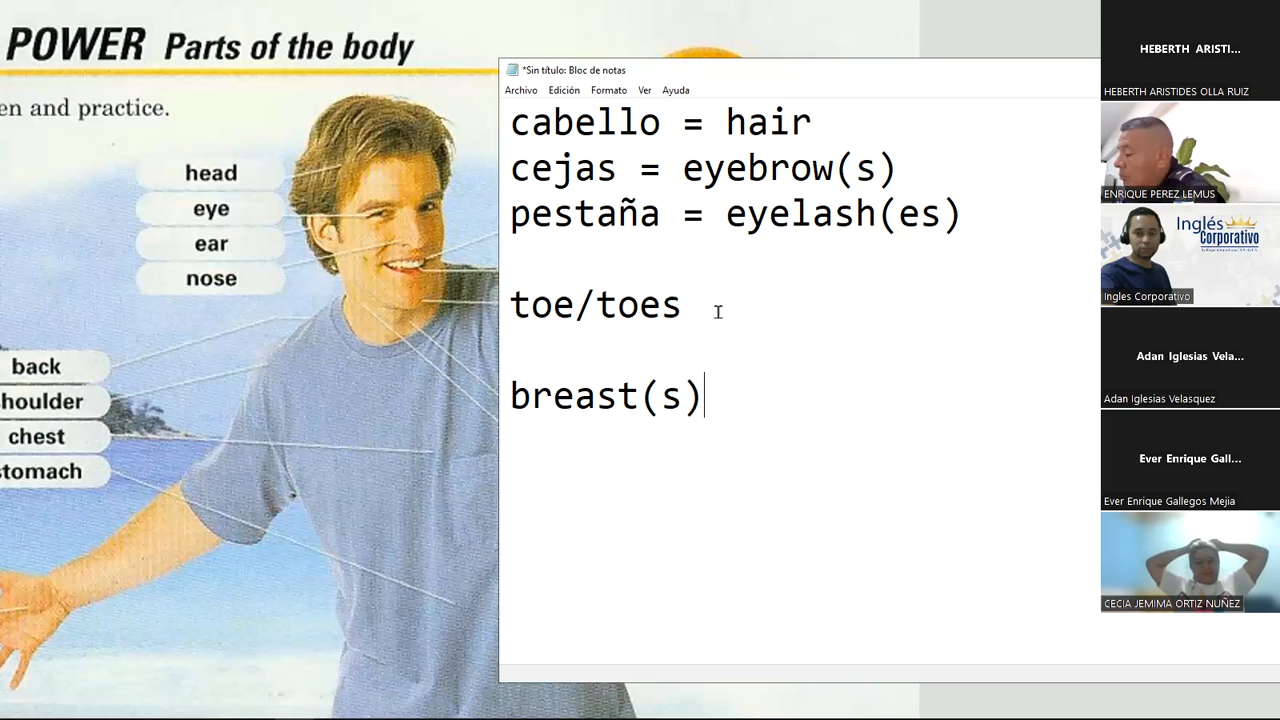 POWER Parts of the body
en and practice.
head
eye
ear
nose
back
houlder
chest
stomach
*Sin título: Bloc de notas
Archivo Edición Formato Ver Ayuda
cabello = hair
cejas = eyebrow(s)
pestaña = eyelash(es)
toe/toes
breast(s)
HEBERTH ARISTI...
HEBERTH ARISTIDES OLLA RUIZ
ENRIQUE PEREZ LEMUS
Inglés
Corporativo
Ingles Corporativo
Adan Iglesias Vela...
Adan Iglesias Velasquez
Ever Enrique Gall...
Ever Enrique Gallegos Mejia
CECIA JEMIMA ORTIZ NUÑEZ